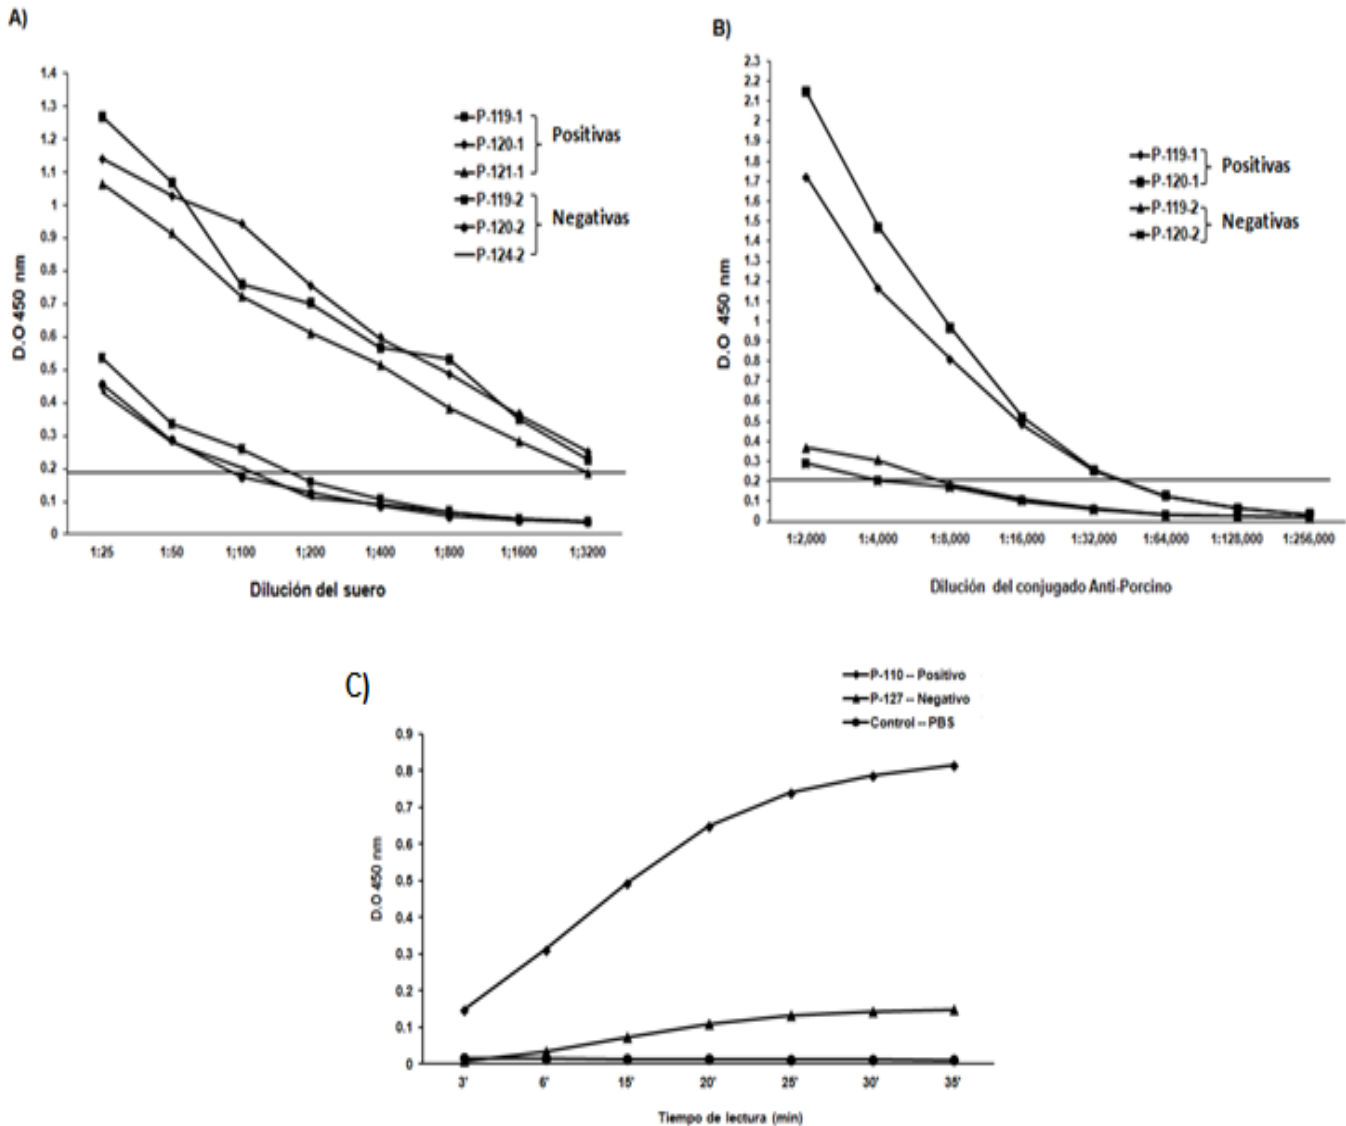 A)
D.O 450 nm
1.4
1.3
1.2
1.1
1
0.9
0.8
0.7
0.6
0.5
0.4
0.3
0.2
0.1
0
P-119-1
P-120-1
P-121-1
Positivas
P-119-2
P-120-2
P-124-2
Negativas
1:25 1:50 1;100 1;200 1;400 1;800 1;1600 1;3200
Dilución del suero
B)
D.O 450 nm
2.3
2.2
2.1
2
1.9
1.8
1.7
1.6
1.5
1.4
1.3
1.2
1.1
1
0.9
0.8
0.7
0.6
0.5
0.4
0.3
0.2
0.1
0
P-119-1
P-120-1
Positivas
P-119-2
P-120-2
Negativas
1:2,000 1:4,000 1:8,000 1:16,000 1:32,000 1:64,000 1:128,000 1:256,000
Dilución del conjugado Anti-Porcino
C)
P-110 -- Positivo
P-127 -- Negativo
Control -- PBS
D.O 450 nm
0.9
0.8
0.7
0.6
0.5
0.4
0.3
0.2
0.1
0
3' 6' 15' 20' 25' 30' 35'
Tiempo de lectura (min)